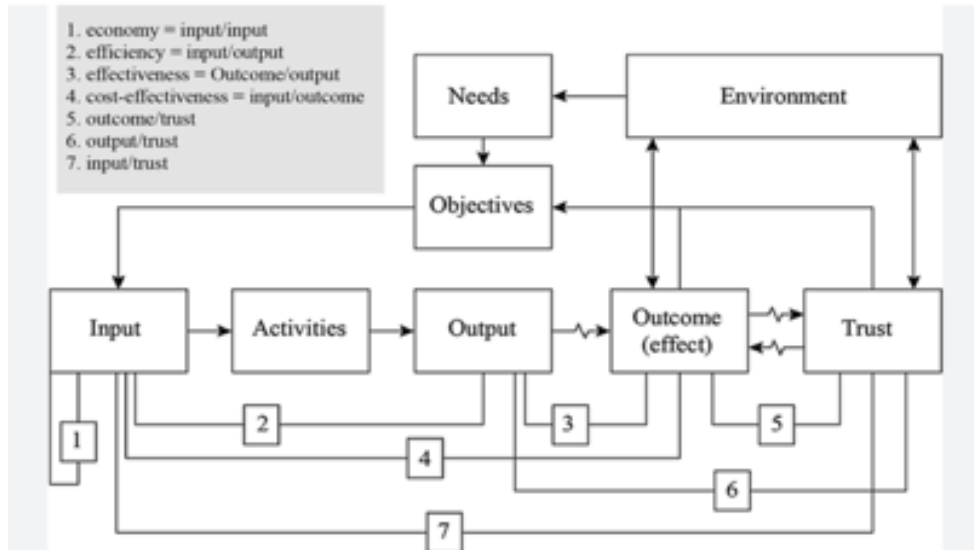 1. economy = input/input
2. efficiency = input/output
3. effectiveness = Outcome/output
4. cost-effectiveness = input/outcome
5. outcome/trust
6. output/trust
7. input/trust
Needs
Environment
Objectives
Input
Activities
Output
Outcome
(effect)
Trust
1
2
3
4
5
6
7